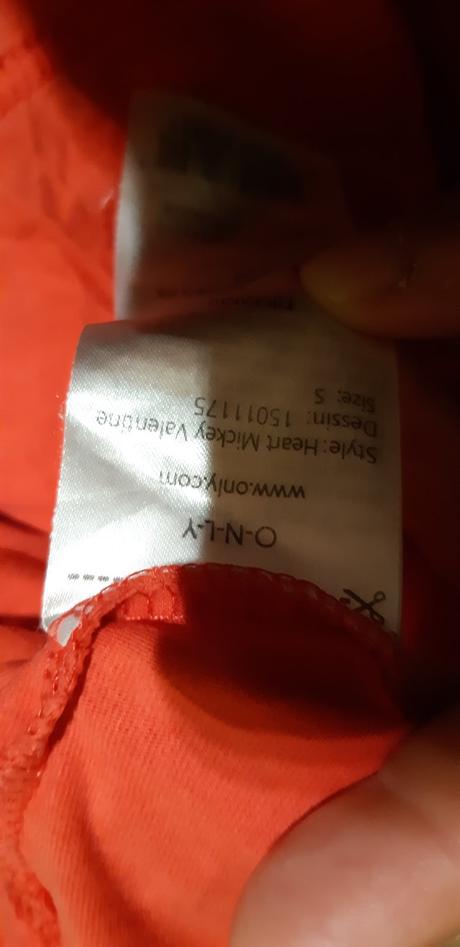 O-N-L-Y
www.only.com
Style: Heart Mickey Valentine
Dessin: 15011175
Size: S